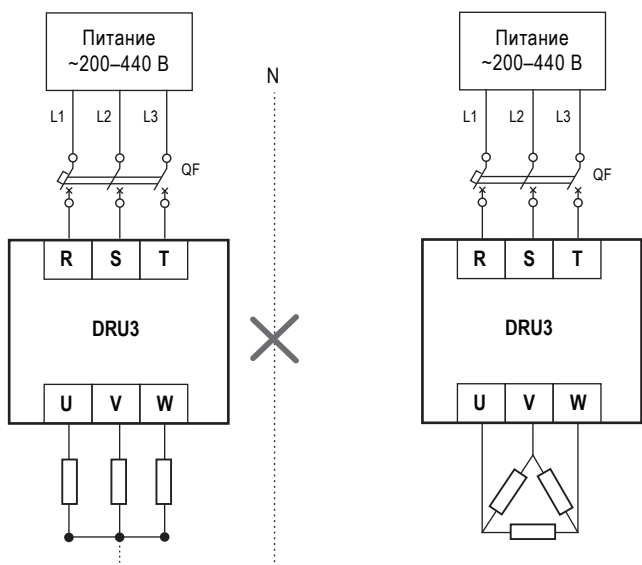 Питание
~200–440 В
N
L1 L2 L3
QF
R S T
DRU3
U V W
Питание
~200–440 В
L1 L2 L3
QF
R S T
DRU3
U V W